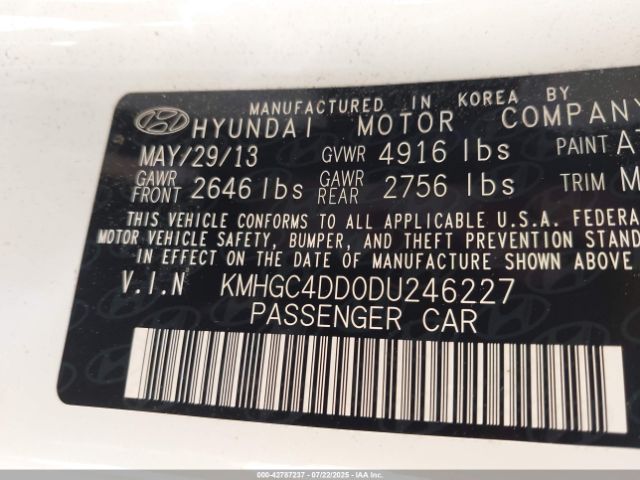 MANUFACTURED IN KOREA BY
HYUNDAI MOTOR COMPANY
MAY/29/13 GVWR 4916 lbs PAINT A
GAWR FRONT 2646 lbs GAWR REAR 2756 lbs TRIM M
THIS VEHICLE CONFORMS TO ALL APPLICABLE U.S.A. FEDERA
MOTOR VEHICLE SAFETY, BUMPER, AND THEFT PREVENTION STAND
IN EFFECT ON THE DATE OF MANUFACTURE SHOWN ABOVE
V.I.N KMHGC4DD0DU246227
PASSENGER CAR
000-42787237 - 07/22/2025 - IAA Inc.